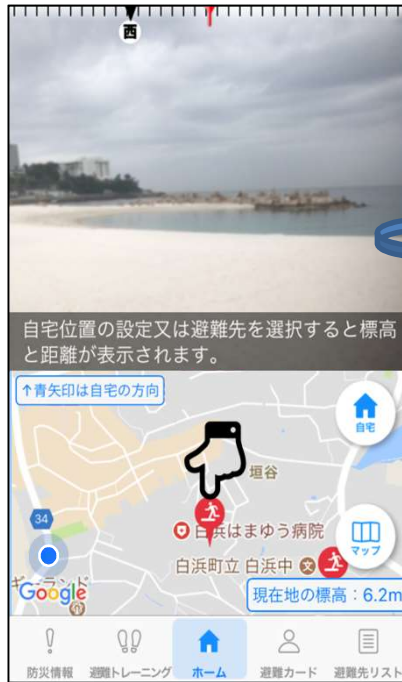 西
自宅位置の設定又は避難先を選択すると標高
と距離が表示されます。
↑青矢印は自宅の方向
自宅
垣谷
34
白浜はまゆう病院
マップ
白浜町立 白浜中
Google
現在地の標高：6.2m
防災情報
避難トレーニング
ホーム
避難カード
避難先リスト